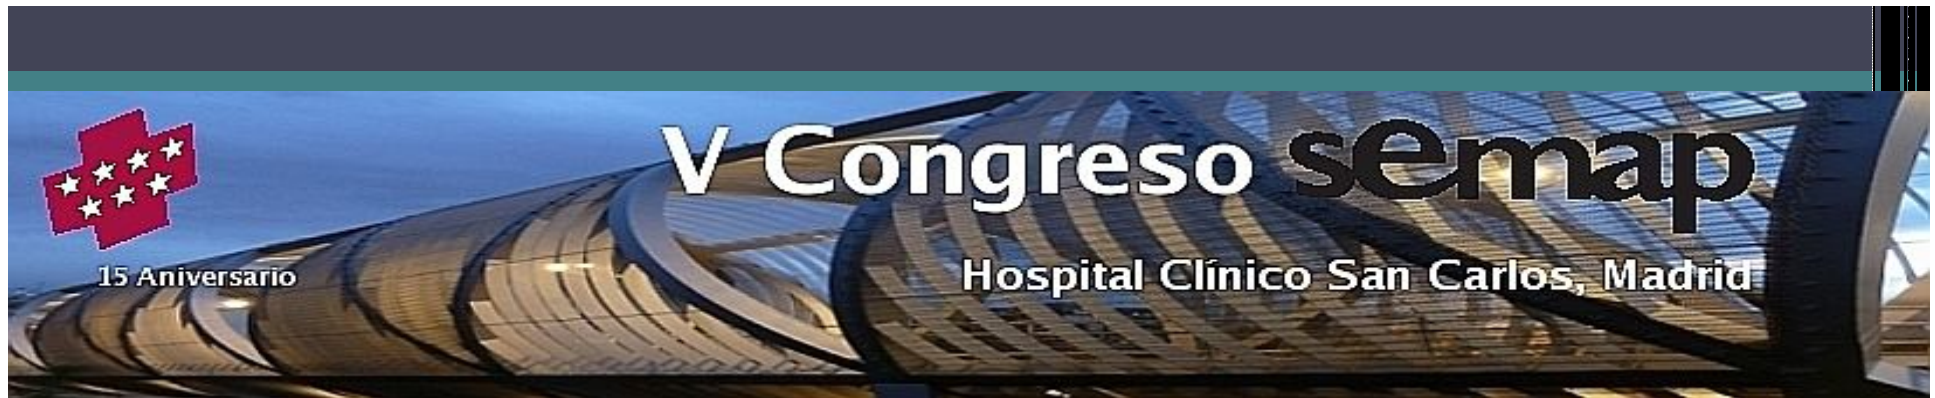 V Congreso semap
15 Aniversario
Hospital Clínico San Carlos, Madrid